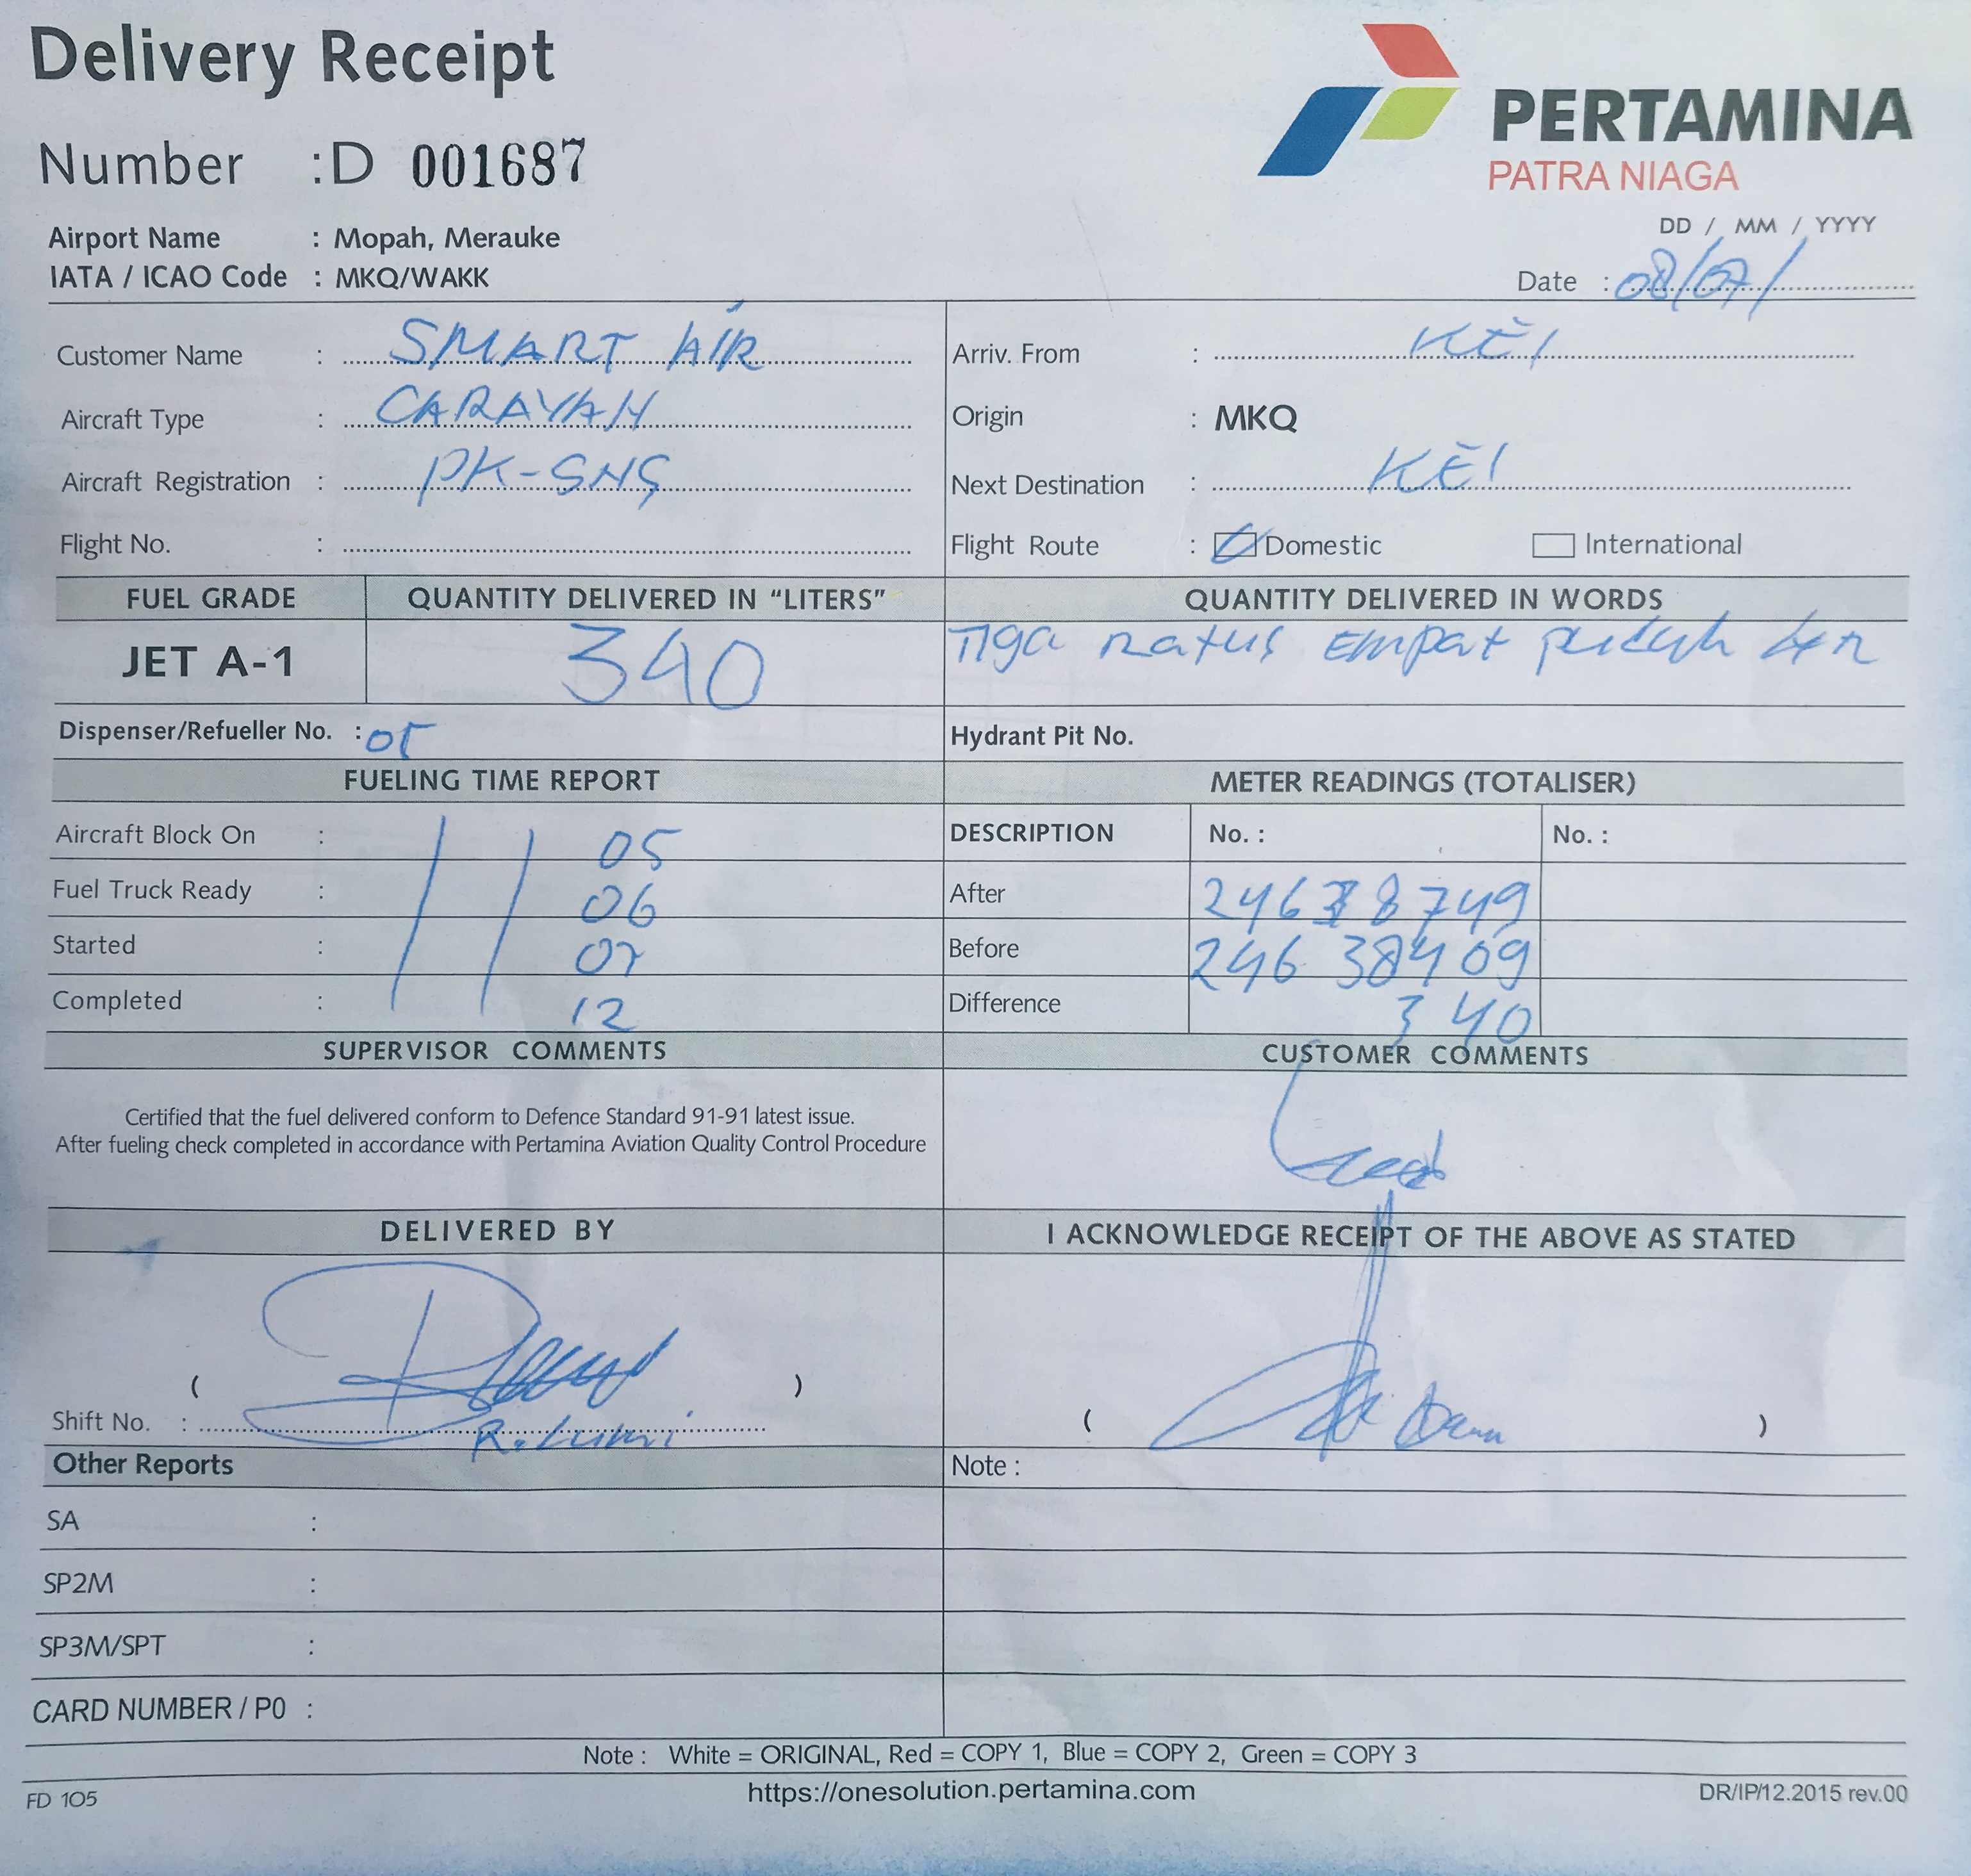 Delivery Receipt
PERTAMINA
PATRA NIAGA
Number : D 001687
Airport Name : Mopah, Merauke
IATA / ICAO Code : MKQ/WAKK
DD / MM / YYYY
Date : 08/07/
Customer Name : SMART AIR
Arriv. From : KEI
Aircraft Type : CARAVAN
Origin : MKQ
Aircraft Registration : PK-SNS
Next Destination : KEI
Flight No. :
Flight Route : Domestic International
FUEL GRADE QUANTITY DELIVERED IN "LITERS" QUANTITY DELIVERED IN WORDS
JET A-1 340 Tiga Ratus Empat puluh
Dispenser/Refueller No. : 05 Hydrant Pit No.
FUELING TIME REPORT METER READINGS (TOTALISER)
Aircraft Block On : 05 DESCRIPTION No. : No. :
Fuel Truck Ready : 06 After 24638749
Started : 07 Before 24638409
Completed : 12 Difference 340
SUPERVISOR COMMENTS CUSTOMER COMMENTS
Certified that the fuel delivered conform to Defence Standard 91-91 latest issue.
After fueling check completed in accordance with Pertamina Aviation Quality Control Procedure
DELIVERED BY I ACKNOWLEDGE RECEIPT OF THE ABOVE AS STATED
( ) ( )
Shift No. :
Other Reports Note :
SA :
SP2M :
SP3M/SPT :
CARD NUMBER / P0 :
Note : White = ORIGINAL, Red = COPY 1, Blue = COPY 2, Green = COPY 3
FD 105 https://onesolution.pertamina.com DR/IP/12.2015 rev.00